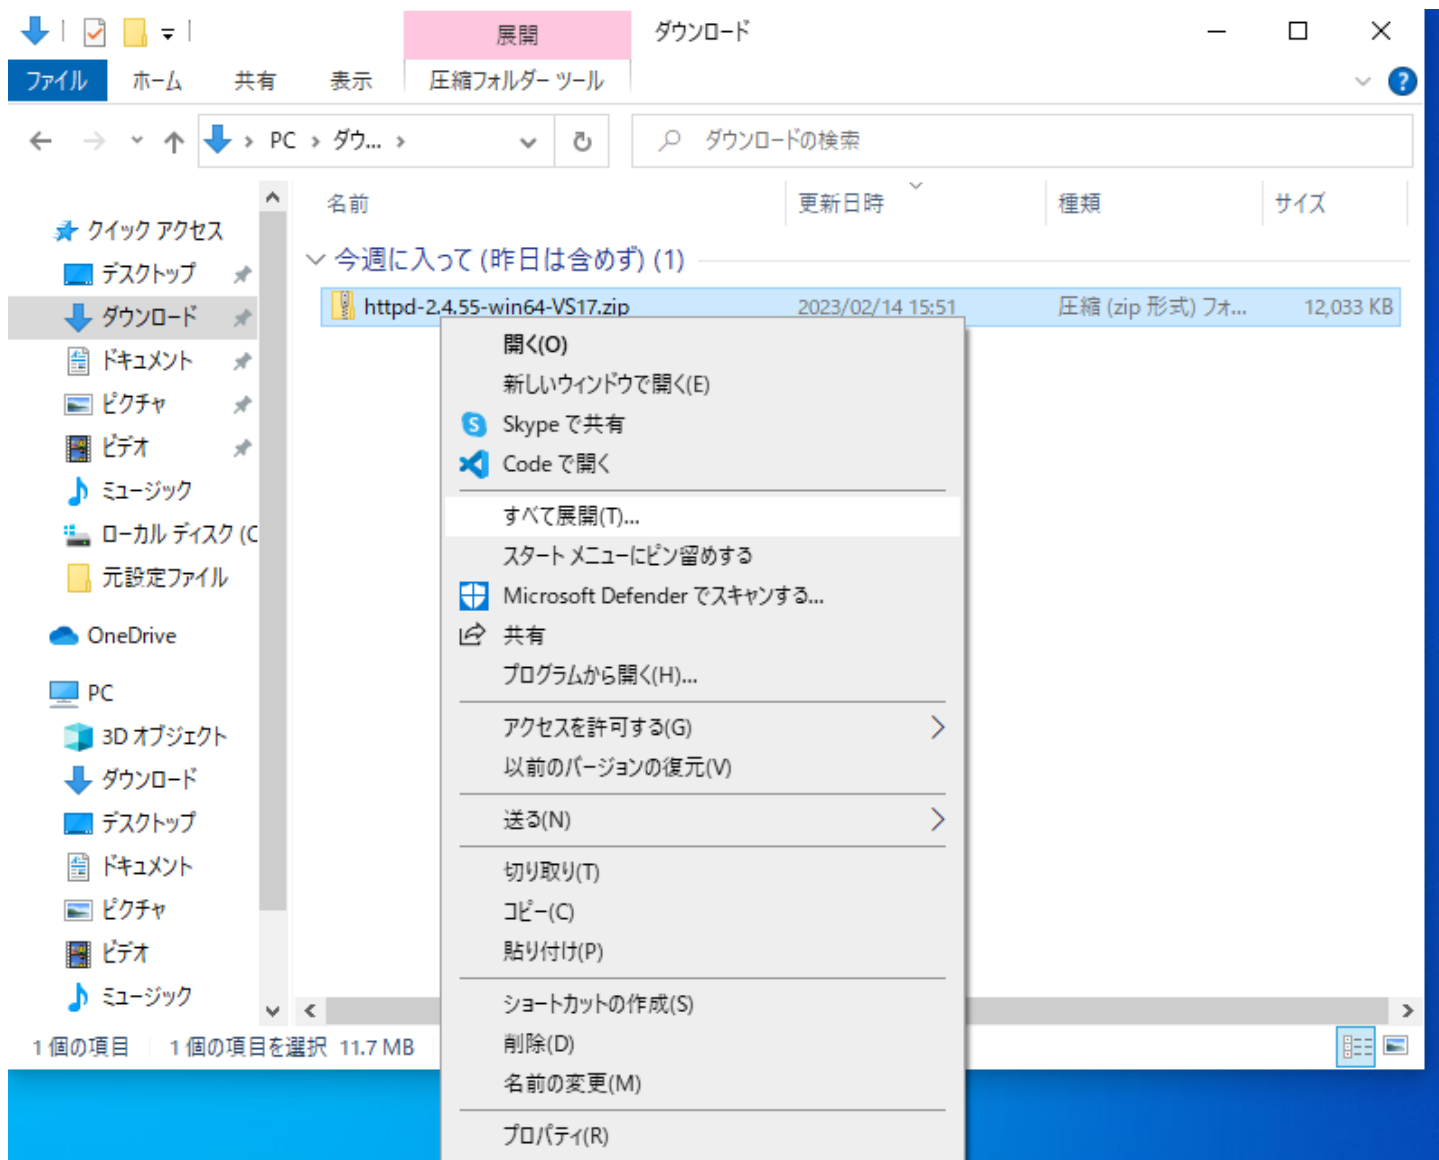 展開
ダウンロード
ファイル ホーム 共有 表示 圧縮フォルダー ツール
PC ダウ...
ダウンロードの検索
名前 更新日時 種類 サイズ
クイック アクセス
デスクトップ
ダウンロード
ドキュメント
ピクチャ
ビデオ
ミュージック
ローカル ディスク (C
元設定ファイル
OneDrive
PC
3D オブジェクト
ダウンロード
デスクトップ
ドキュメント
ピクチャ
ビデオ
ミュージック
今週に入って (昨日は含めず) (1)
httpd-2.4.55-win64-VS17.zip 2023/02/14 15:51 圧縮 (zip 形式) フォ... 12,033 KB
開く(O)
新しいウィンドウで開く(E)
Skype で共有
Code で開く
すべて展開(T)...
スタート メニューにピン留めする
Microsoft Defender でスキャンする...
共有
プログラムから開く(H)...
アクセスを許可する(G)
以前のバージョンの復元(V)
送る(N)
切り取り(T)
コピー(C)
貼り付け(P)
ショートカットの作成(S)
削除(D)
名前の変更(M)
プロパティ(R)
1 個の項目 1 個の項目を選択 11.7 MB